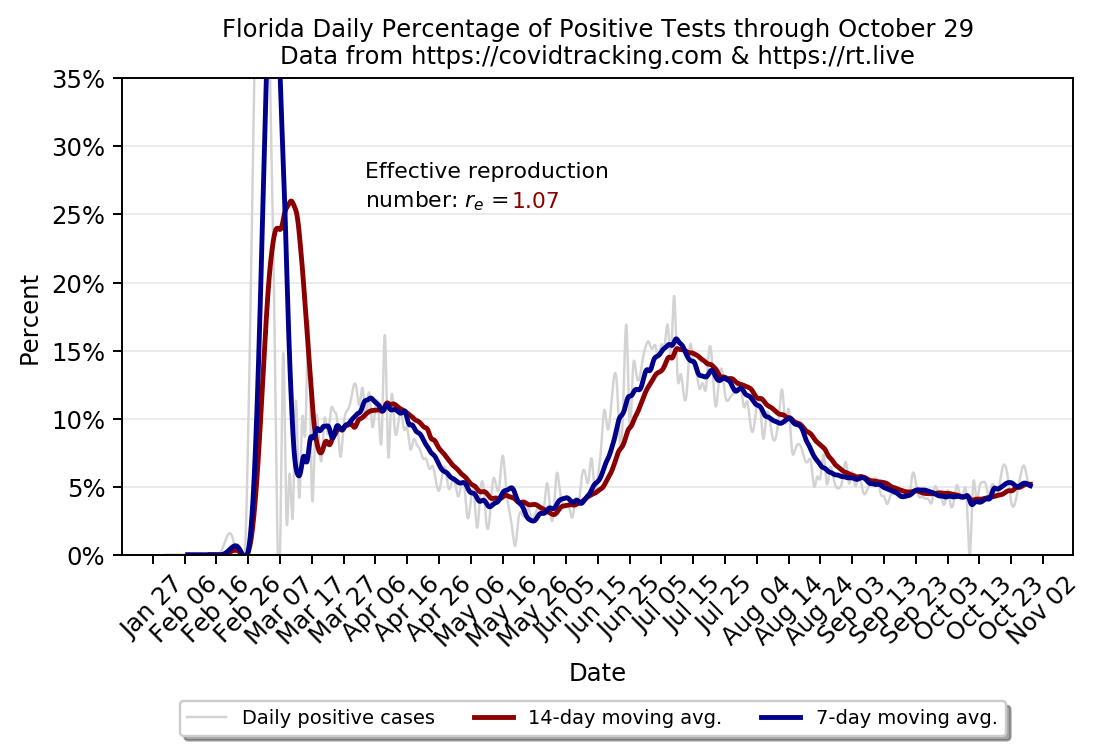 Florida Daily Percentage of Positive Tests through October 29
Data from https://covidtracking.com & https://rt.live
35%
30%
25%
20%
15%
10%
5%
0%
Percent
Effective reproduction
number: rₑ = 1.07
Jan 27
Feb 06
Feb 16
Feb 26
Mar 07
Mar 17
Mar 27
Apr 06
Apr 16
Apr 26
May 06
May 16
May 26
Jun 05
Jun 15
Jun 25
Jul 05
Jul 15
Jul 25
Aug 04
Aug 14
Aug 24
Sep 03
Sep 13
Sep 23
Oct 03
Oct 13
Oct 23
Nov 02
Date
Daily positive cases 14-day moving avg. 7-day moving avg.